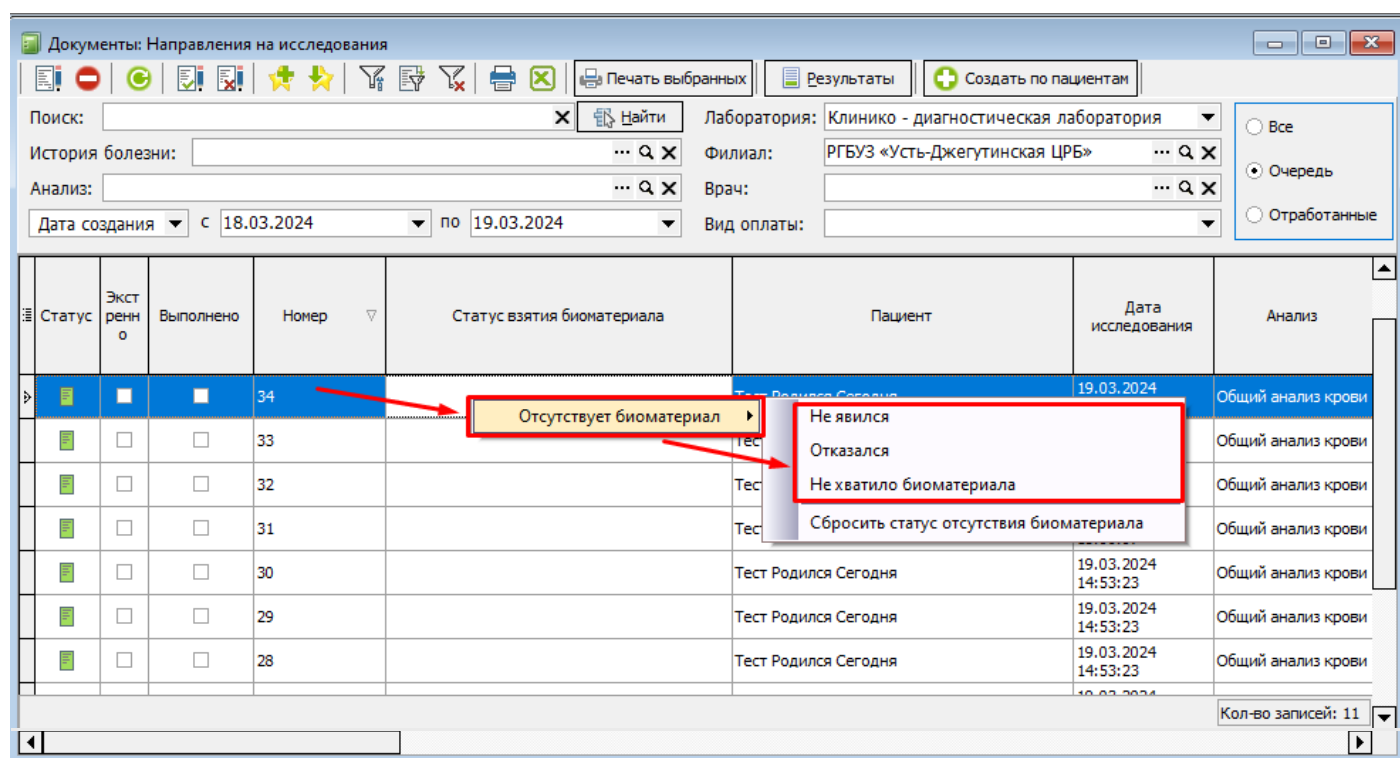 Документы: Направления на исследования
Печать выбранных Результаты Создать по пациентам
Поиск: Найти Лаборатория: Клинико - диагностическая лаборатория
Все
История болезни: Филиал: РГБУЗ «Усть-Джегутинская ЦРБ»
Очередь
Анализ: Врач:
Дата создания с 18.03.2024 по 19.03.2024 Вид оплаты:
Отработанные
Статус Экст
ренн
о
Выполнено Номер Статус взятия биоматериала Пациент Дата
исследования
Анализ
34 Тест Родился Сегодня 19.03.2024 Общий анализ крови
Отсутствует биоматериал
Не явился
Отказался
Не хватило биоматериала
Сбросить статус отсутствия биоматериала
33 Общий анализ крови
32 Общий анализ крови
31 Общий анализ крови
30 Тест Родился Сегодня 19.03.2024
14:53:23 Общий анализ крови
29 Тест Родился Сегодня 19.03.2024
14:53:23 Общий анализ крови
28 Тест Родился Сегодня 19.03.2024
14:53:23 Общий анализ крови
Кол-во записей: 11